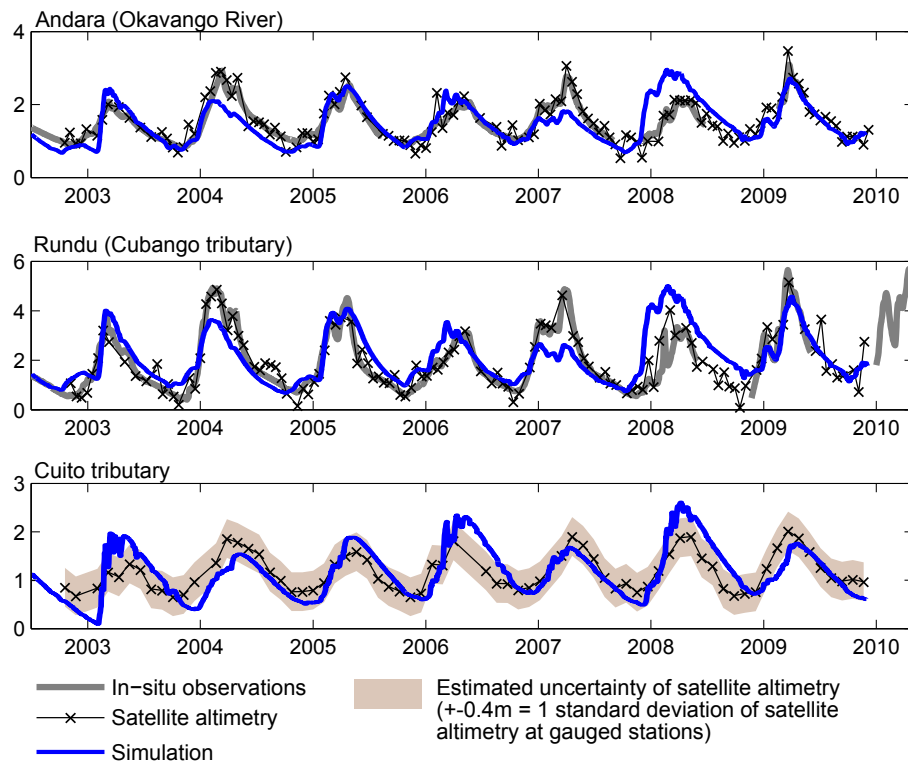 Andara (Okavango River)
4
2
0
2003 2004 2005 2006 2007 2008 2009 2010
Rundu (Cubango tributary)
6
4
2
0
2003 2004 2005 2006 2007 2008 2009 2010
Cuito tributary
3
2
1
0
2003 2004 2005 2006 2007 2008 2009 2010
In−situ observations
Satellite altimetry
Simulation
Estimated uncertainty of satellite altimetry
(+-0.4m = 1 standard deviation of satellite
altimetry at gauged stations)